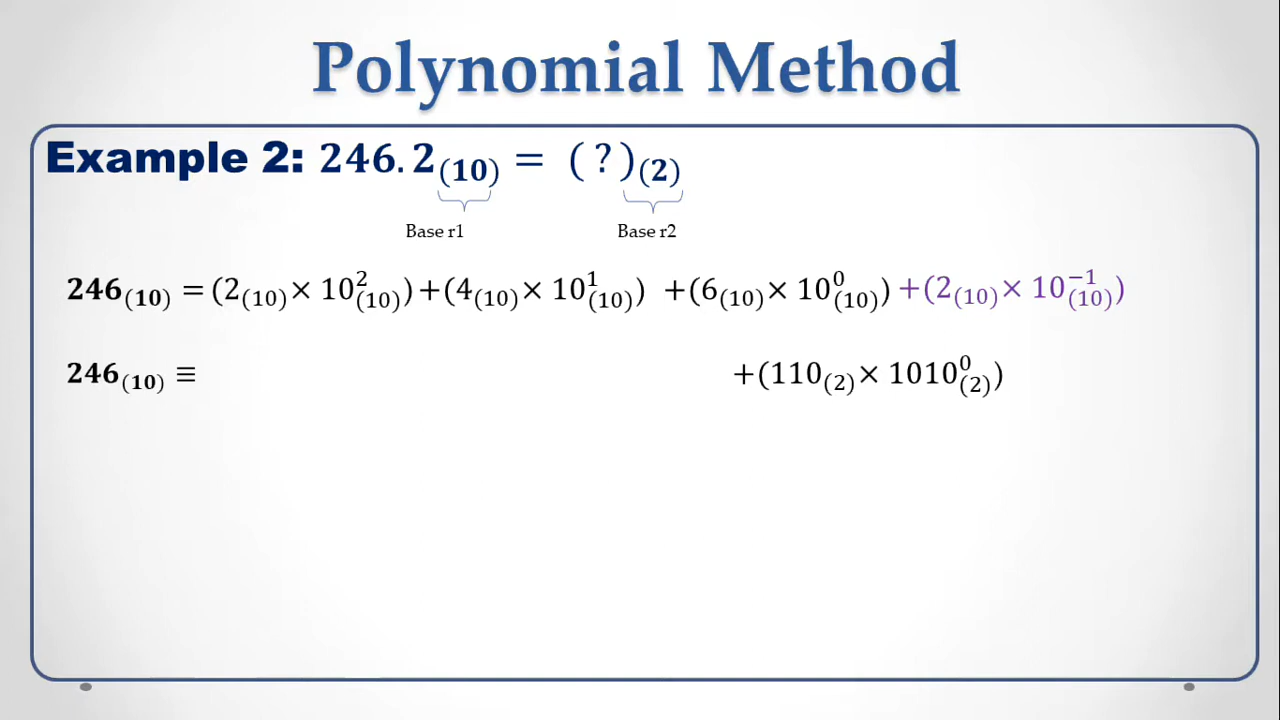 Polynomial Method
Example 2: 246.2₍₁₀₎ = (?)₍₂₎
Base r1 Base r2
246₍₁₀₎ = (2₍₁₀₎ × 10²₍₁₀₎) + (4₍₁₀₎ × 10¹₍₁₀₎) + (6₍₁₀₎ × 10⁰₍₁₀₎) + (2₍₁₀₎ × 10⁻¹₍₁₀₎)
246₍₁₀₎ ≡ + (110₍₂₎ × 1010⁰₍₂₎)